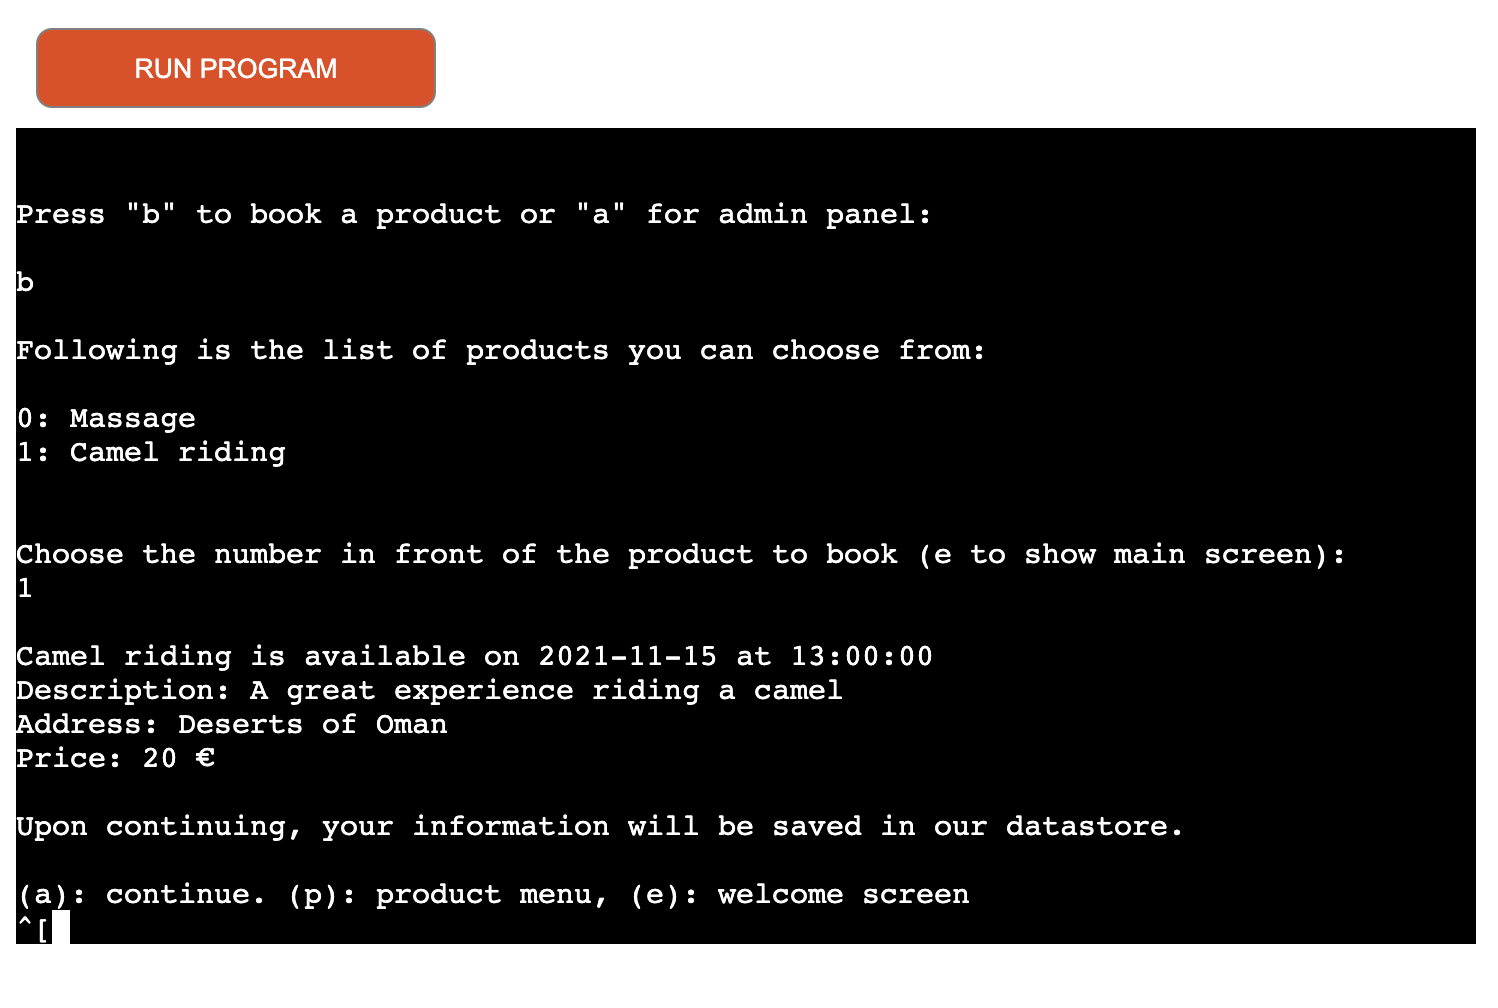 RUN PROGRAM
Press "b" to book a product or "a" for admin panel:
b
Following is the list of products you can choose from:
0: Massage
1: Camel riding
Choose the number in front of the product to book (e to show main screen):
1
Camel riding is available on 2021-11-15 at 13:00:00
Description: A great experience riding a camel
Address: Deserts of Oman
Price: 20 €
Upon continuing, your information will be saved in our datastore.
(a): continue. (p): product menu, (e): welcome screen
^[